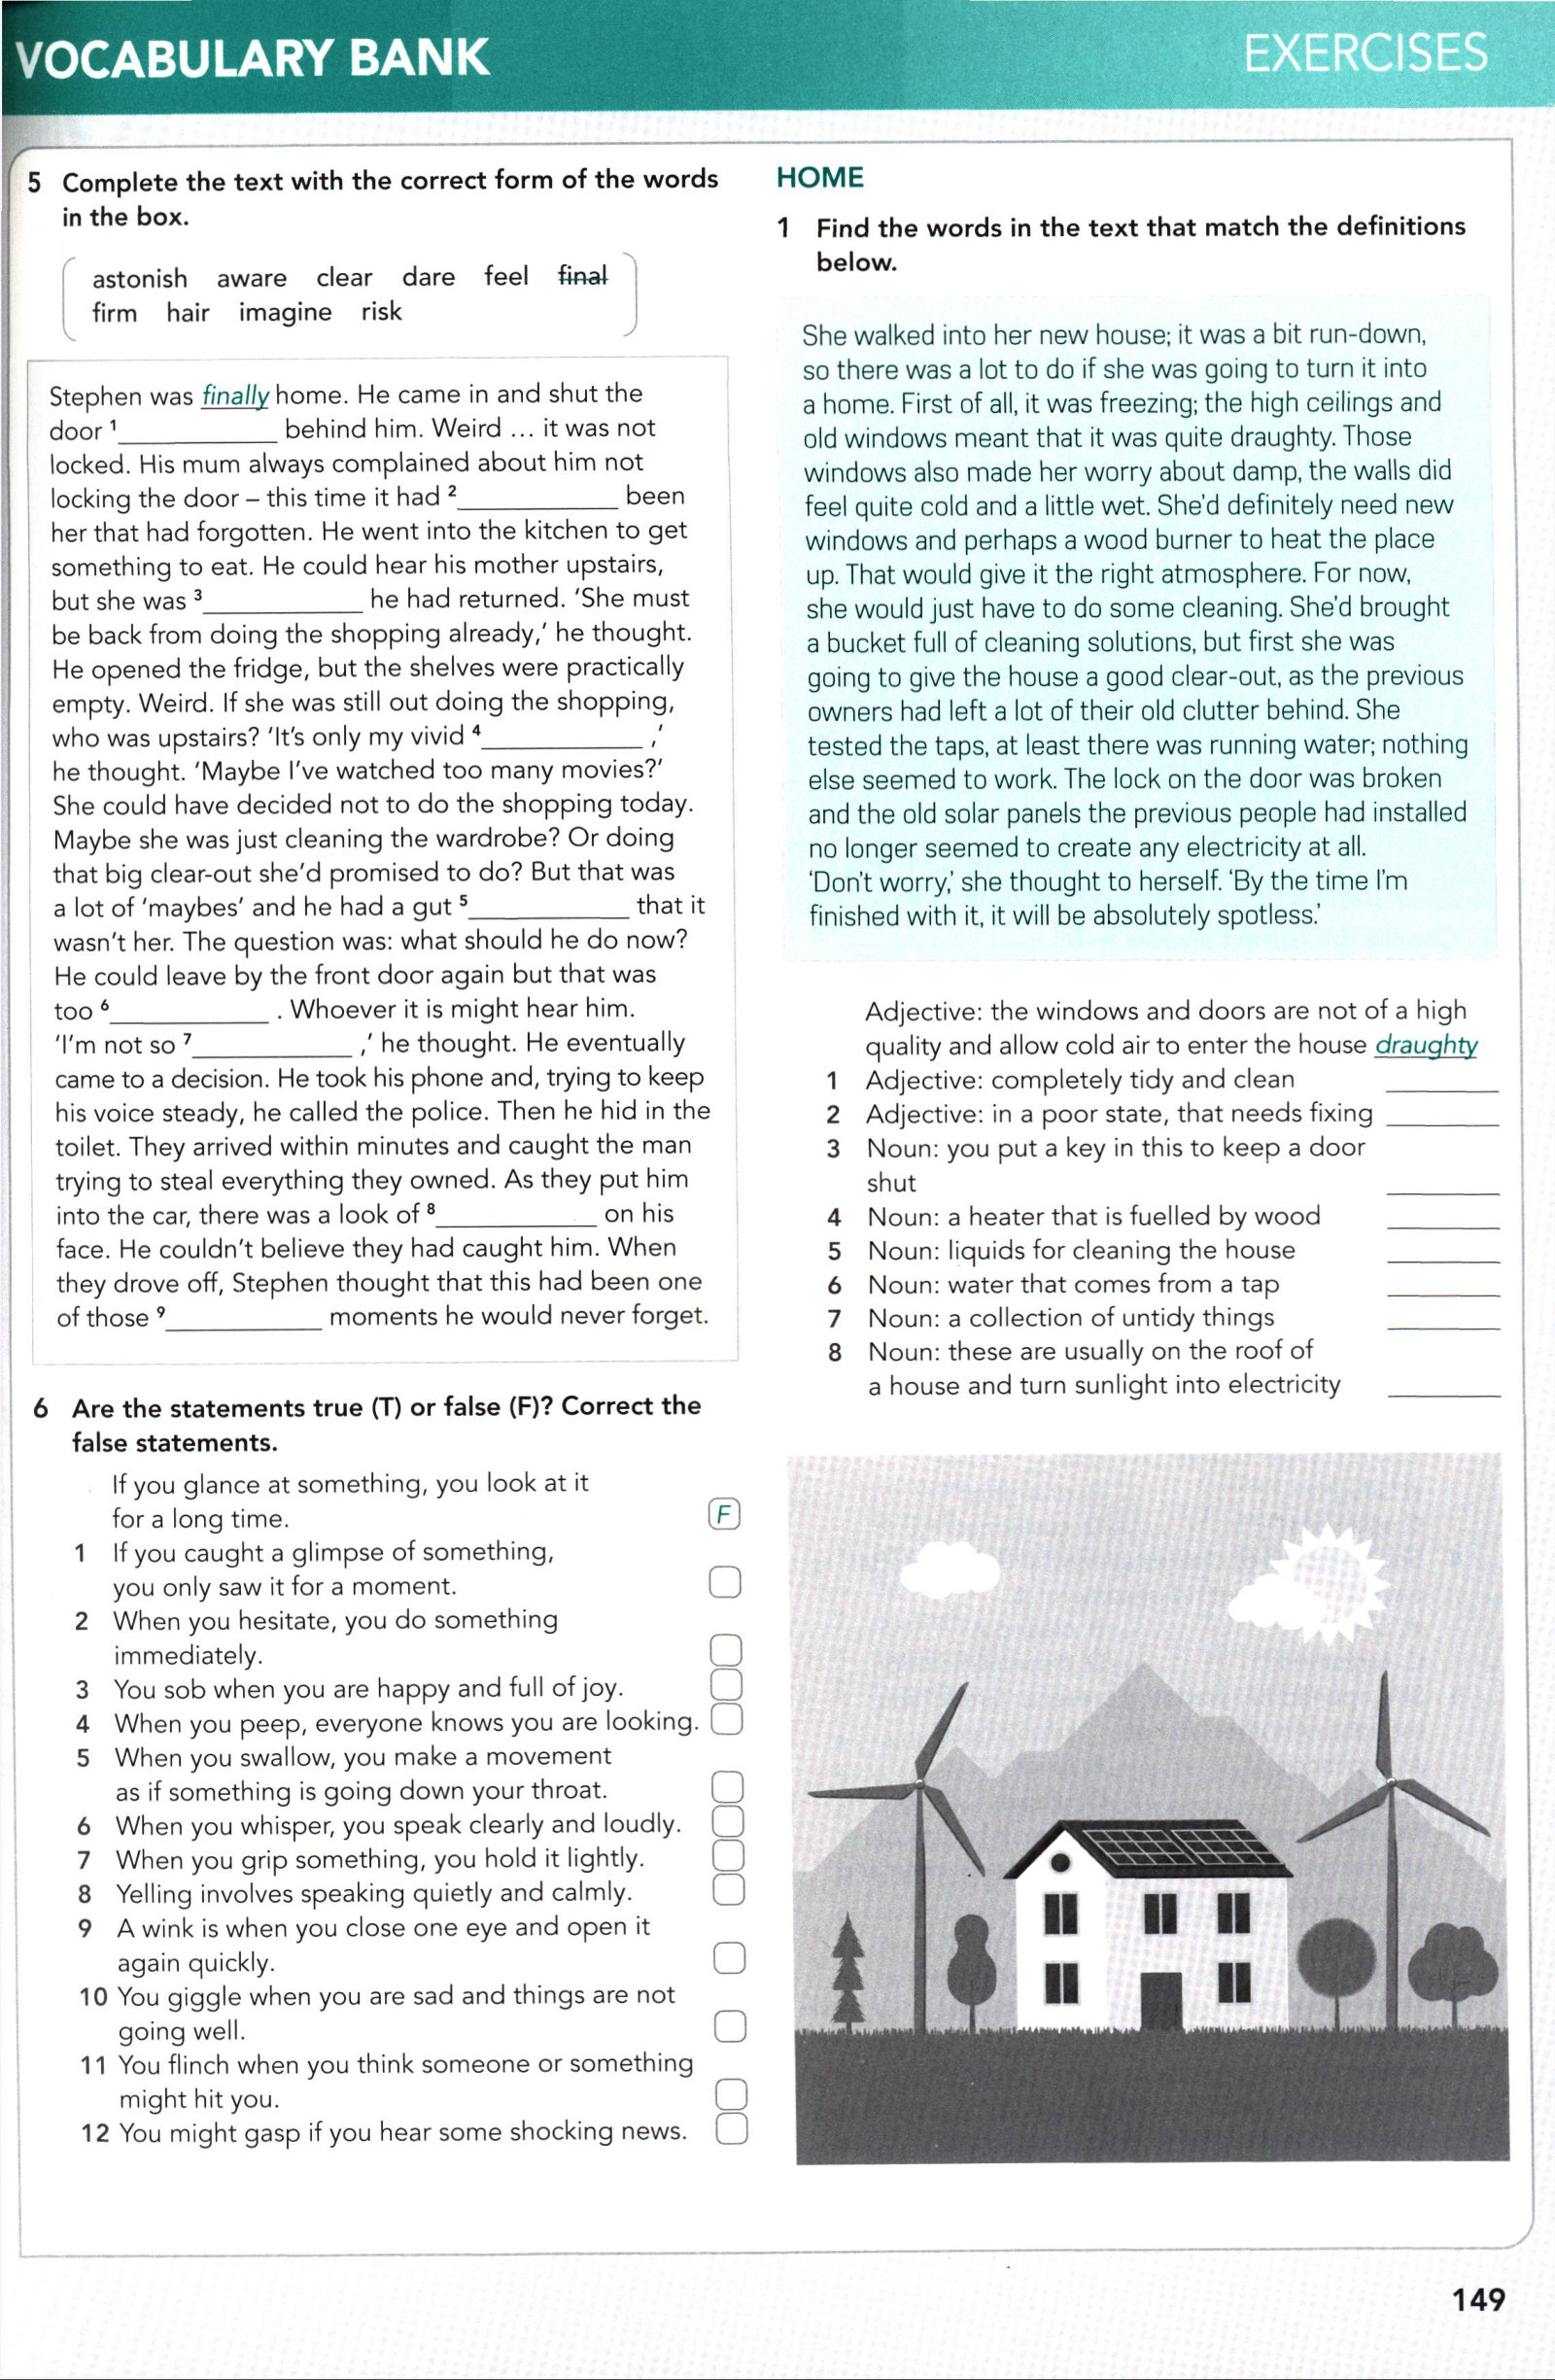 VOCABULARY BANK
EXERCISES
5 Complete the text with the correct form of the words
in the box.
astonish aware clear dare feel final
firm hair imagine risk
Stephen was finally home. He came in and shut the
door 1____________ behind him. Weird ... it was not
locked. His mum always complained about him not
locking the door – this time it had 2____________ been
her that had forgotten. He went into the kitchen to get
something to eat. He could hear his mother upstairs,
but she was 3____________ he had returned. ‘She must
be back from doing the shopping already,’ he thought.
He opened the fridge, but the shelves were practically
empty. Weird. If she was still out doing the shopping,
who was upstairs? ‘It’s only my vivid 4____________ ,’
he thought. ‘Maybe I’ve watched too many movies?’
She could have decided not to do the shopping today.
Maybe she was just cleaning the wardrobe? Or doing
that big clear-out she’d promised to do? But that was
a lot of ‘maybes’ and he had a gut 5____________ that it
wasn’t her. The question was: what should he do now?
He could leave by the front door again but that was
too 6____________ . Whoever it is might hear him.
‘I’m not so 7____________ ,’ he thought. He eventually
came to a decision. He took his phone and, trying to keep
his voice steady, he called the police. Then he hid in the
toilet. They arrived within minutes and caught the man
trying to steal everything they owned. As they put him
into the car, there was a look of 8____________ on his
face. He couldn’t believe they had caught him. When
they drove off, Stephen thought that this had been one
of those 9____________ moments he would never forget.
6 Are the statements true (T) or false (F)? Correct the
false statements.
If you glance at something, you look at it
for a long time. F
1 If you caught a glimpse of something,
you only saw it for a moment.
2 When you hesitate, you do something
immediately.
3 You sob when you are happy and full of joy.
4 When you peep, everyone knows you are looking.
5 When you swallow, you make a movement
as if something is going down your throat.
6 When you whisper, you speak clearly and loudly.
7 When you grip something, you hold it lightly.
8 Yelling involves speaking quietly and calmly.
9 A wink is when you close one eye and open it
again quickly.
10 You giggle when you are sad and things are not
going well.
11 You flinch when you think someone or something
might hit you.
12 You might gasp if you hear some shocking news.
HOME
1 Find the words in the text that match the definitions
below.
She walked into her new house; it was a bit run-down,
so there was a lot to do if she was going to turn it into
a home. First of all, it was freezing; the high ceilings and
old windows meant that it was quite draughty. Those
windows also made her worry about damp, the walls did
feel quite cold and a little wet. She’d definitely need new
windows and perhaps a wood burner to heat the place
up. That would give it the right atmosphere. For now,
she would just have to do some cleaning. She’d brought
a bucket full of cleaning solutions, but first she was
going to give the house a good clear-out, as the previous
owners had left a lot of their old clutter behind. She
tested the taps, at least there was running water; nothing
else seemed to work. The lock on the door was broken
and the old solar panels the previous people had installed
no longer seemed to create any electricity at all.
‘Don’t worry,’ she thought to herself. ‘By the time I’m
finished with it, it will be absolutely spotless.’
Adjective: the windows and doors are not of a high
quality and allow cold air to enter the house draughty
1 Adjective: completely tidy and clean ________
2 Adjective: in a poor state, that needs fixing ________
3 Noun: you put a key in this to keep a door
shut ________
4 Noun: a heater that is fuelled by wood ________
5 Noun: liquids for cleaning the house ________
6 Noun: water that comes from a tap ________
7 Noun: a collection of untidy things ________
8 Noun: these are usually on the roof of
a house and turn sunlight into electricity ________
149